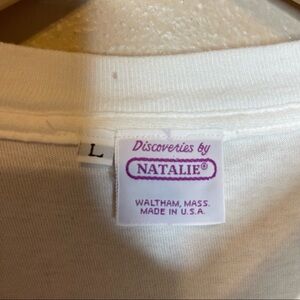 Discoveries by
NATALIE®
WALTHAM, MASS.
MADE IN U.S.A.
L